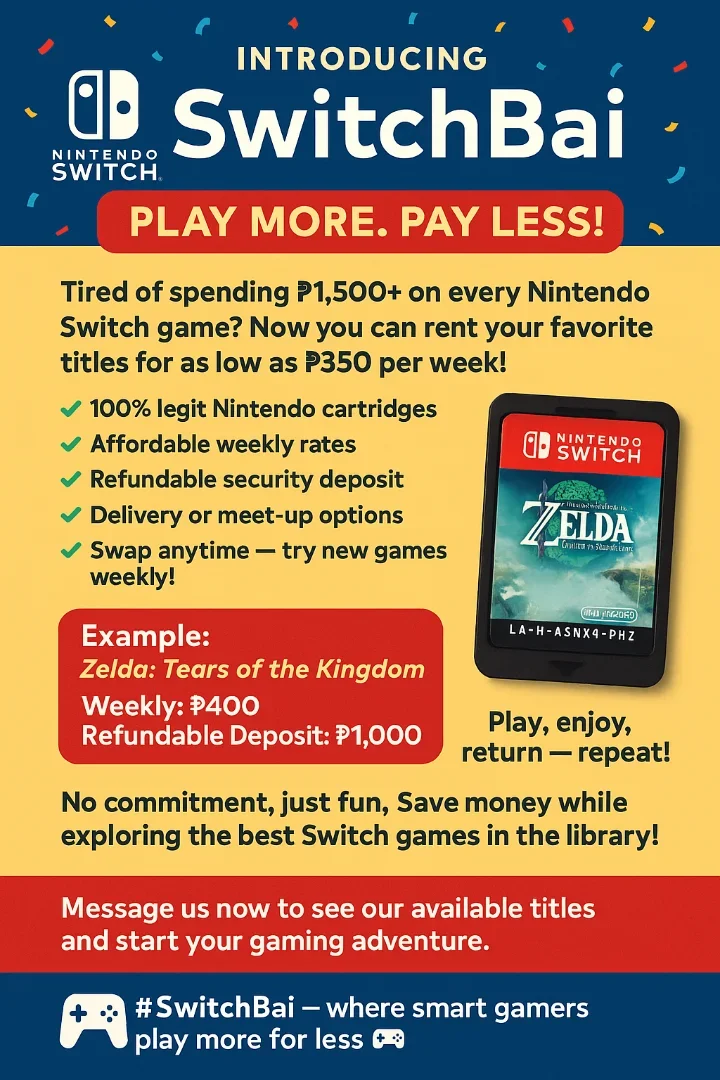 INTRODUCING
NINTENDO
SWITCH
SwitchBai
PLAY MORE. PAY LESS!
Tired of spending ₱1,500+ on every Nintendo
Switch game? Now you can rent your favorite
titles for as low as ₱350 per week!
100% legit Nintendo cartridges
Affordable weekly rates
Refundable security deposit
Delivery or meet-up options
Swap anytime — try new games
weekly!
NINTENDO
SWITCH
ZELDA
LA-H-ASNX4-PHZ
Example:
Zelda: Tears of the Kingdom
Weekly: ₱400
Refundable Deposit: ₱1,000
Play, enjoy,
return — repeat!
No commitment, just fun, Save money while
exploring the best Switch games in the library!
Message us now to see our available titles
and start your gaming adventure.
#SwitchBai – where smart gamers
play more for less